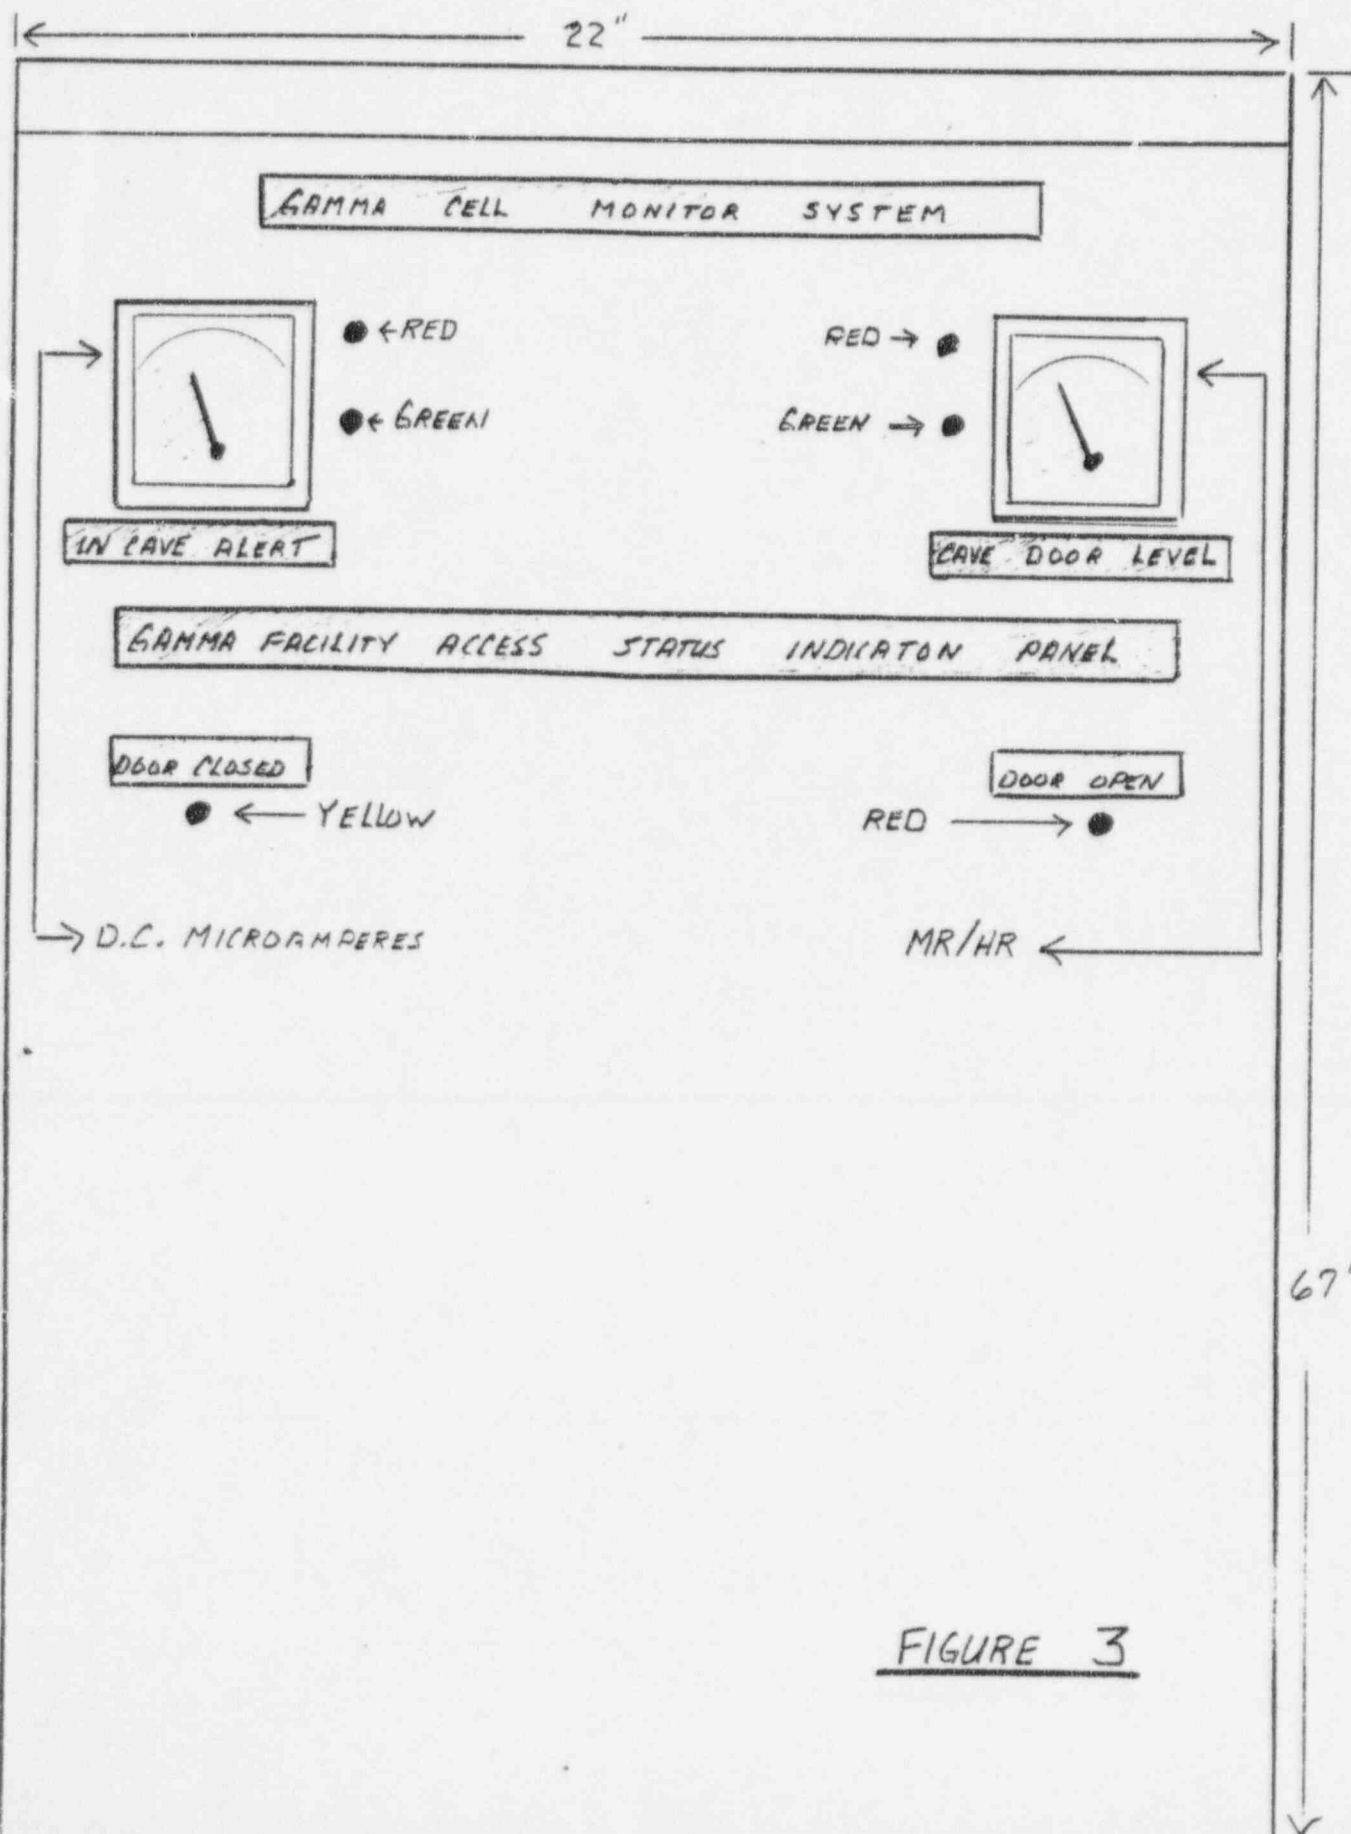 22"
GAMMA CELL MONITOR SYSTEM
←RED
RED →
←GREEN
GREEN →
IN CAVE ALERT
CAVE DOOR LEVEL
GAMMA FACILITY ACCESS STATUS INDICATON PANEL
DOOR CLOSED
DOOR OPEN
← YELLOW
RED →
→ D.C. MICROAMPERES
MR/HR ←
67"
FIGURE 3